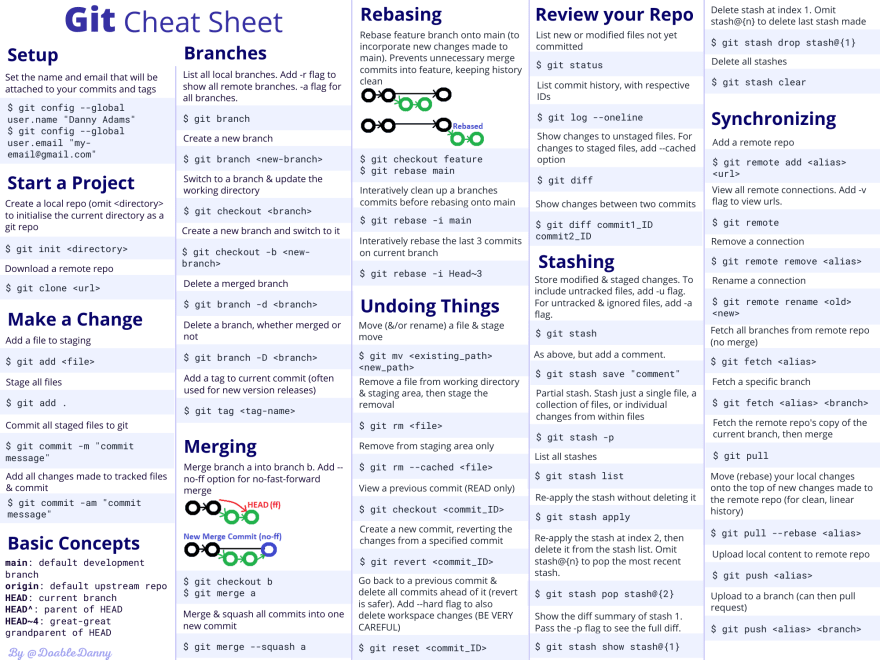 Git Cheat Sheet
Setup
Set the name and email that will be
attached to your commits and tags
$ git config --global
user.name "Danny Adams"
$ git config --global
user.email "my-
email@gmail.com"
Start a Project
Create a local repo (omit <directory>
to initialise the current directory as a
git repo
$ git init <directory>
Download a remote repo
$ git clone <url>
Make a Change
Add a file to staging
$ git add <file>
Stage all files
$ git add .
Commit all staged files to git
$ git commit -m "commit
message"
Add all changes made to tracked files
& commit
$ git commit -am "commit
message"
Basic Concepts
main: default development
branch
origin: default upstream repo
HEAD: current branch
HEAD^: parent of HEAD
HEAD~4: great-great
grandparent of HEAD
By @DoableDanny
Branches
List all local branches. Add -r flag to
show all remote branches. -a flag for
all branches.
$ git branch
Create a new branch
$ git branch <new-branch>
Switch to a branch & update the
working directory
$ git checkout <branch>
Create a new branch and switch to it
$ git checkout -b <new-
branch>
Delete a merged branch
$ git branch -d <branch>
Delete a branch, whether merged or
not
$ git branch -D <branch>
Add a tag to current commit (often
used for new version releases)
$ git tag <tag-name>
Merging
Merge branch a into branch b. Add --
no-ff option for no-fast-forward
merge
HEAD (ff)
New Merge Commit (no-ff)
$ git checkout b
$ git merge a
Merge & squash all commits into one
new commit
$ git merge --squash a
Rebasing
Rebase feature branch onto main (to
incorporate new changes made to
main). Prevents unnecessary merge
commits into feature, keeping history
clean
Rebased
$ git checkout feature
$ git rebase main
Interatively clean up a branches
commits before rebasing onto main
$ git rebase -i main
Interatively rebase the last 3 commits
on current branch
$ git rebase -i Head~3
Undoing Things
Move (&/or rename) a file & stage
move
$ git mv <existing_path>
<new_path>
Remove a file from working directory
& staging area, then stage the
removal
$ git rm <file>
Remove from staging area only
$ git rm --cached <file>
View a previous commit (READ only)
$ git checkout <commit_ID>
Create a new commit, reverting the
changes from a specified commit
$ git revert <commit_ID>
Go back to a previous commit &
delete all commits ahead of it (revert
is safer). Add --hard flag to also
delete workspace changes (BE VERY
CAREFUL)
$ git reset <commit_ID>
Review your Repo
List new or modified files not yet
committed
$ git status
List commit history, with respective
IDs
$ git log --oneline
Show changes to unstaged files. For
changes to staged files, add --cached
option
$ git diff
Show changes between two commits
$ git diff commit1_ID
commit2_ID
Stashing
Store modified & staged changes. To
include untracked files, add -u flag.
For untracked & ignored files, add -a
flag.
$ git stash
As above, but add a comment.
$ git stash save "comment"
Partial stash. Stash just a single file, a
collection of files, or individual
changes from within files
$ git stash -p
List all stashes
$ git stash list
Re-apply the stash without deleting it
$ git stash apply
Re-apply the stash at index 2, then
delete it from the stash list. Omit
stash@{n} to pop the most recent
stash.
$ git stash pop stash@{2}
Show the diff summary of stash 1.
Pass the -p flag to see the full diff.
$ git stash show stash@{1}
Delete stash at index 1. Omit
stash@{n} to delete last stash made
$ git stash drop stash@{1}
Delete all stashes
$ git stash clear
Synchronizing
Add a remote repo
$ git remote add <alias>
<url>
View all remote connections. Add -v
flag to view urls.
$ git remote
Remove a connection
$ git remote remove <alias>
Rename a connection
$ git remote rename <old>
<new>
Fetch all branches from remote repo
(no merge)
$ git fetch <alias>
Fetch a specific branch
$ git fetch <alias> <branch>
Fetch the remote repo's copy of the
current branch, then merge
$ git pull
Move (rebase) your local changes
onto the top of new changes made to
the remote repo (for clean, linear
history)
$ git pull --rebase <alias>
Upload local content to remote repo
$ git push <alias>
Upload to a branch (can then pull
request)
$ git push <alias> <branch>